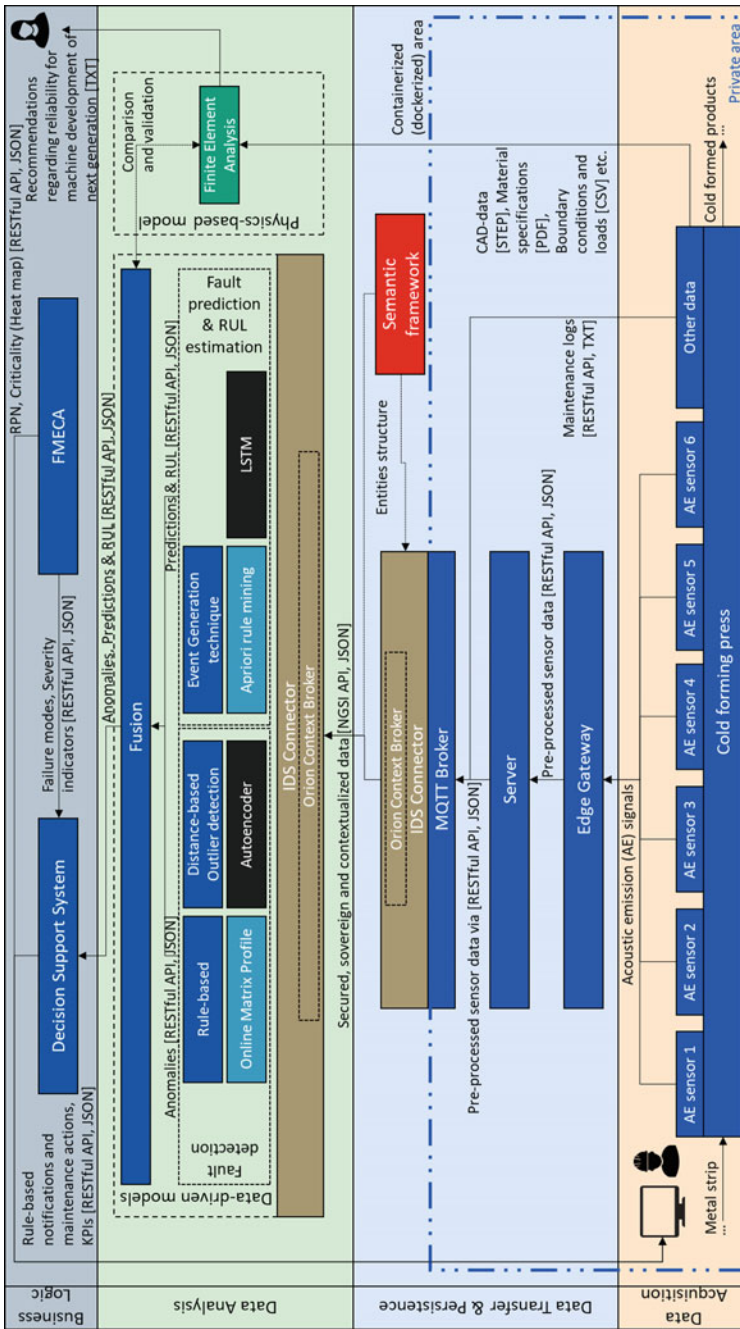 Business
Logic
Rule-based
notifications and
maintenance actions,
KPIs [RESTful API, JSON]
Decision Support System
Failure modes, Severity
indicators [RESTful API, JSON]
FMECA
RPN, Criticality (Heat map) [RESTful API, JSON]
Recommendations
regarding reliability for
machine development of
next generation [TXT]
Data Analysis
Anomalies, Predictions & RUL [RESTful API, JSON]
Data-driven models
Fusion
Comparison
and validation
Fault
detection
Anomalies [RESTful API, JSON]
Rule-based
Online Matrix Profile
Distance-based
Outlier detection
Autoencoder
Predictions & RUL [RESTful API, JSON]
Event Generation
technique
Apriori rule mining
LSTM
Fault
prediction
& RUL
estimation
Finite Element
Analysis
Physics-based model
IDS Connector
Orion Context Broker
Data Transfer & Persistence
Secured, sovereign and contextualized data [NGSI API, JSON]
Orion Context Broker
IDS Connector
MQTT Broker
Entities structure
Semantic
framework
Containerized
(dockerized) area
Pre-processed sensor data via [RESTful API, JSON]
Server
Pre-processed sensor data [RESTful API, JSON]
Edge Gateway
Maintenance logs
[RESTful API, TXT]
CAD-data
[STEP], Material
specifications
[PDF],
Boundary
conditions and
loads [CSV] etc.
Data
Acquisition
Acoustic emission (AE) signals
AE sensor 1
AE sensor 2
AE sensor 3
AE sensor 4
AE sensor 5
AE sensor 6
Other data
Metal strip
...
Cold forming press
Cold formed products
...
Private area